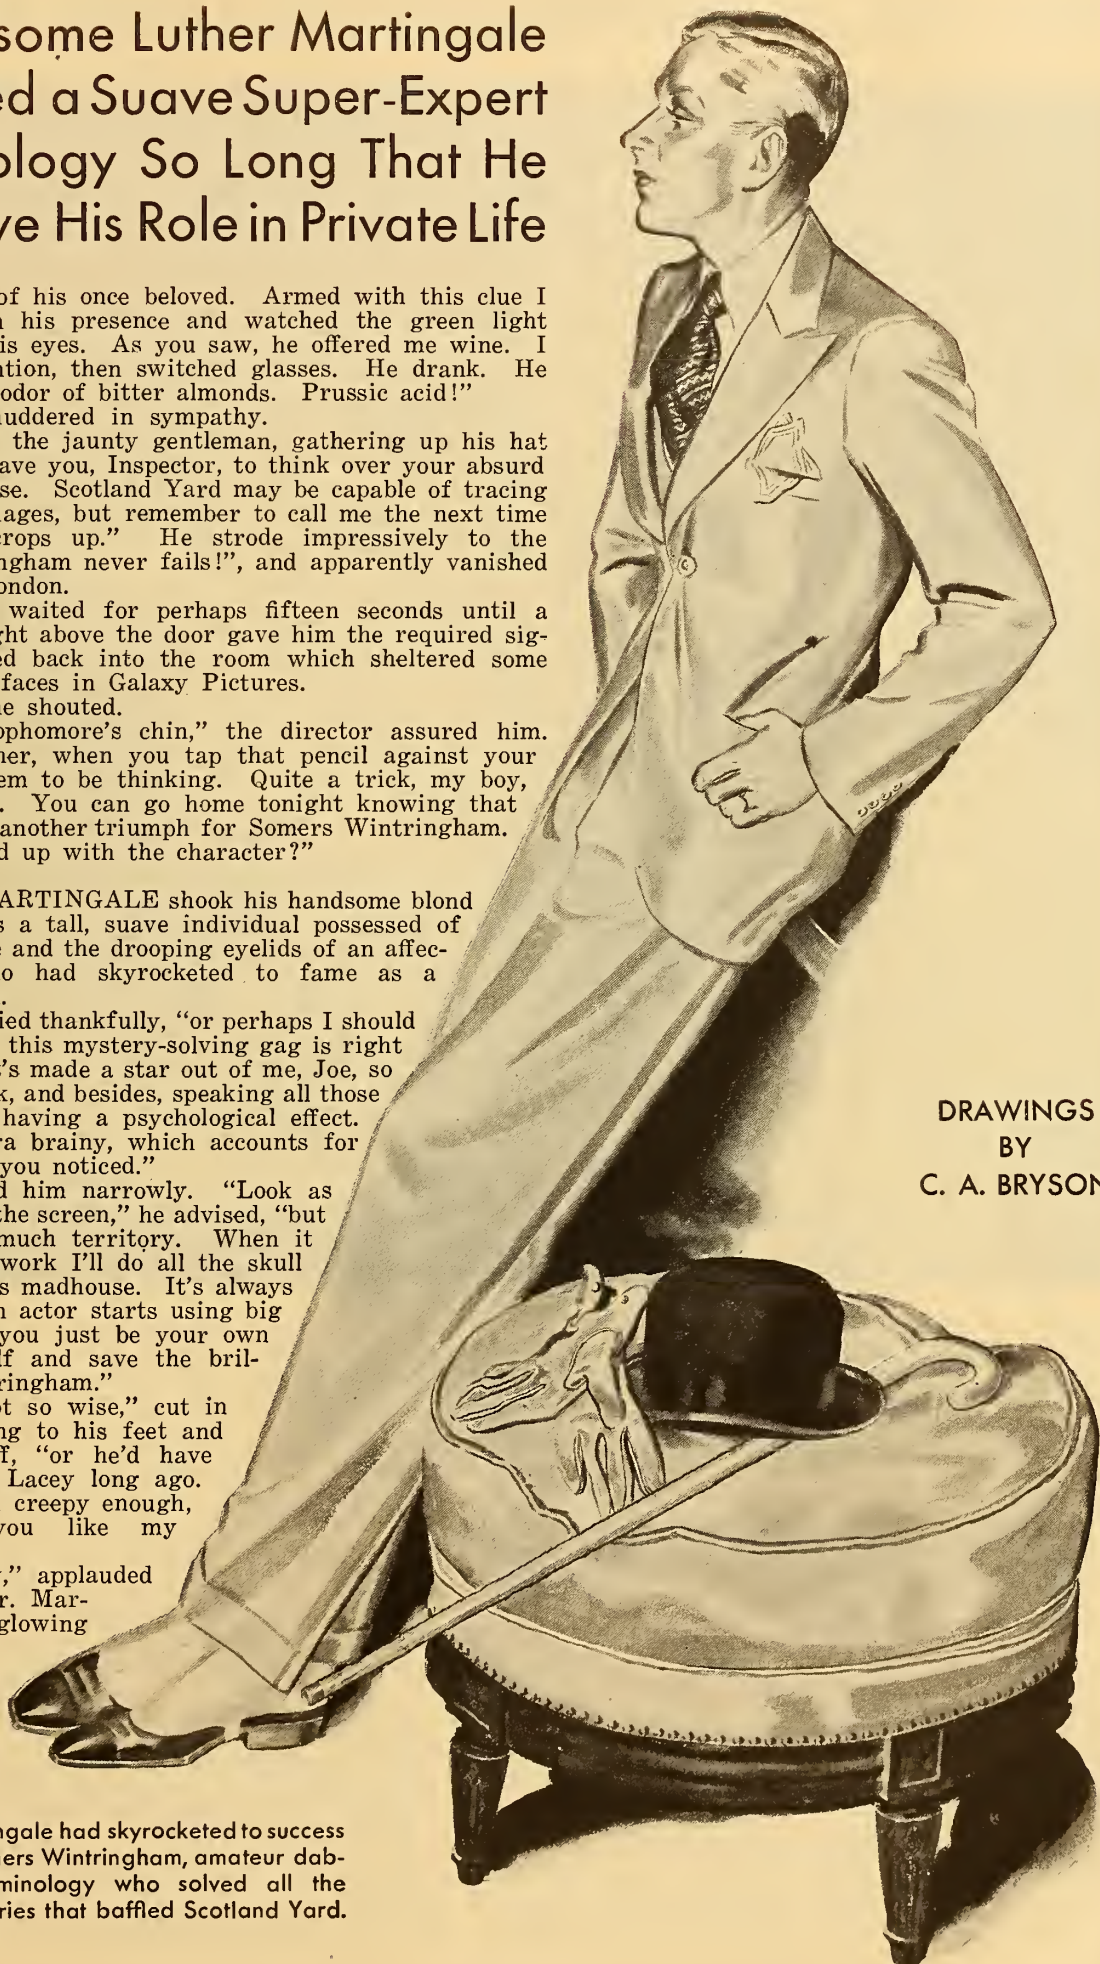 some Luther Martingale
ed a Suave Super-Expert
ology So Long That He
ve His Role in Private Life
of his once beloved. Armed with this clue I
his presence and watched the green light
is eyes. As you saw, he offered me wine. I
tion, then switched glasses. He drank. He
odor of bitter almonds. Prussic acid!”
uddered in sympathy.
the jaunty gentleman, gathering up his hat
ave you, Inspector, to think over your absurd
se. Scotland Yard may be capable of tracing
ages, but remember to call me the next time
crops up.” He strode impressively to the
ngham never fails!”, and apparently vanished
ondon.
waited for perhaps fifteen seconds until a
ght above the door gave him the required sig-
ed back into the room which sheltered some
faces in Galaxy Pictures.
e shouted.
ophomore's chin,” the director assured him.
her, when you tap that pencil against your
em to be thinking. Quite a trick, my boy,
. You can go home tonight knowing that
another triumph for Somers Wintringham.
d up with the character?”
ARTINGALE shook his handsome blond
s a tall, suave individual possessed of
e and the drooping eyelids of an affec-
o had skyrocketed to fame as a
.
ied thankfully, “or perhaps I should
this mystery-solving gag is right
t's made a star out of me, Joe, so
k, and besides, speaking all those
having a psychological effect.
ra brainy, which accounts for
you noticed.”
d him narrowly. “Look as
the screen,” he advised, “but
much territory. When it
work I'll do all the skull
s madhouse. It's always
n actor starts using big
you just be your own
lf and save the bril-
ringham.”
ot so wise,” cut in
ng to his feet and
ff, “or he'd have
Lacey long ago.
creepy enough,
you like my
,” applauded
r. Mar-
glowing
DRAWINGS
BY
C. A. BRYSON
ngale had skyrocketed to success
ers Wintringham, amateur dab-
minology who solved all the
ries that baffled Scotland Yard.